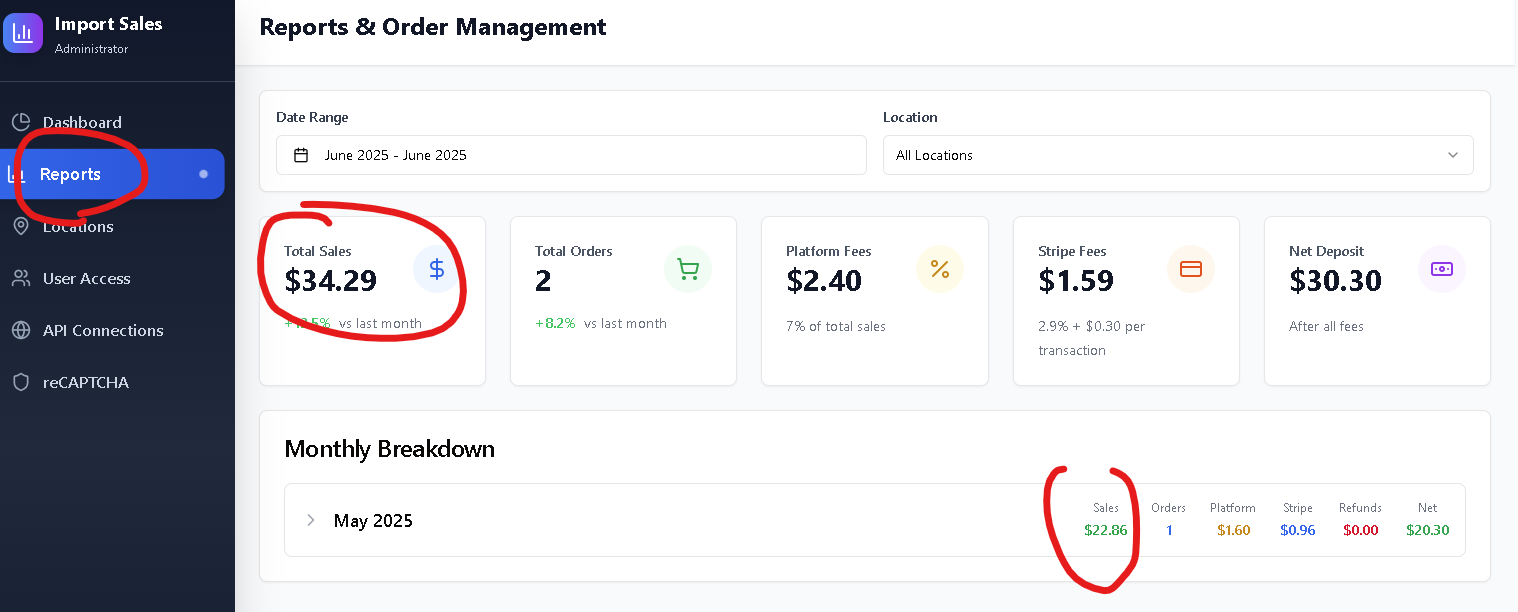 Import Sales
Administrator
Reports & Order Management
Dashboard
Reports
Locations
User Access
API Connections
reCAPTCHA
Date Range
June 2025 - June 2025
Location
All Locations
Total Sales
$34.29
+12.5% vs last month
Total Orders
2
+8.2% vs last month
Platform Fees
$2.40
7% of total sales
Stripe Fees
$1.59
2.9% + $0.30 per
transaction
Net Deposit
$30.30
After all fees
Monthly Breakdown
May 2025
Sales Orders Platform Stripe Refunds Net
$22.86 1 $1.60 $0.96 $0.00 $20.30